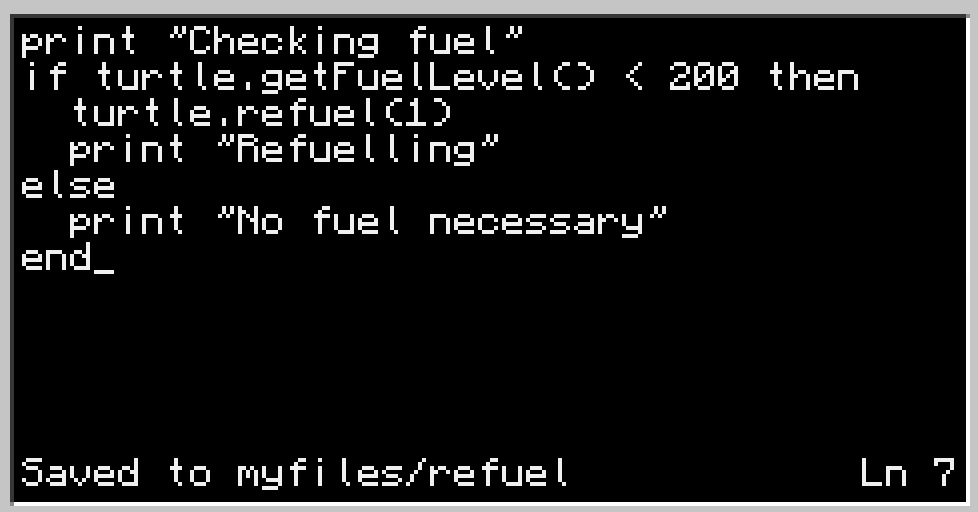 print "Checking fuel"
if turtle.getFuelLevel() < 200 then
  turtle.refuel(1)
  print "Refuelling"
else
  print "No fuel necessary"
end_
Saved to myfiles/refuel Ln 7